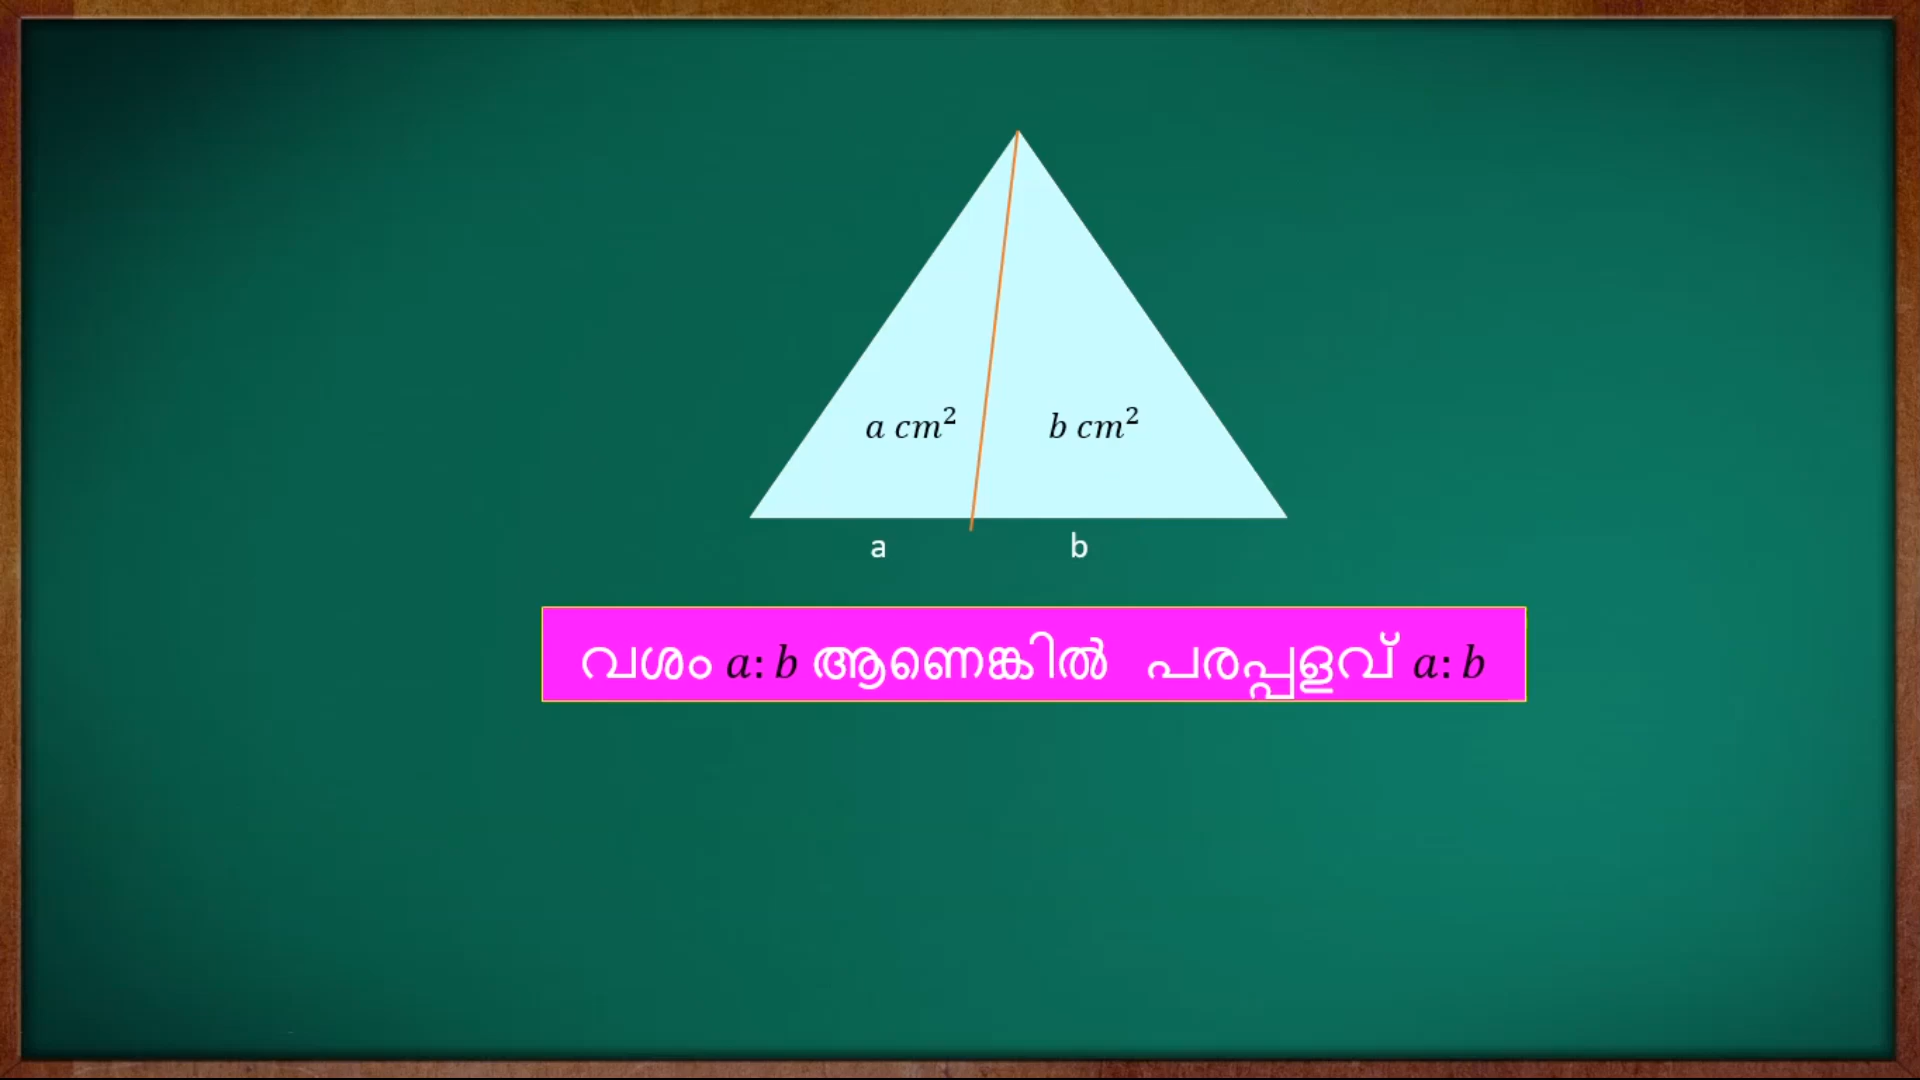 a cm² b cm²
a b
വശം a: b ആണെങ്കിൽ പരപ്പളവ് a: b